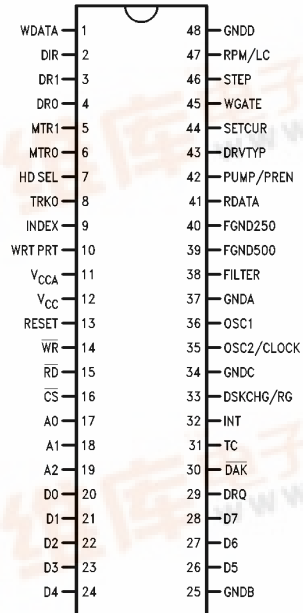 WDATA 1 48 GNDD
DIR 2 47 RPM/LC
DR1 3 46 STEP
DR0 4 45 WGATE
MTR1 5 44 SETCUR
MTR0 6 43 DRVTYP
HD SEL 7 42 PUMP/PREN
TRK0 8 41 RDATA
INDEX 9 40 FGND250
WRT PRT 10 39 FGND500
VCCA 11 38 FILTER
VCC 12 37 GNDA
RESET 13 36 OSC1
WR 14 35 OSC2/CLOCK
RD 15 34 GNDC
CS 16 33 DSKCHG/RG
A0 17 32 INT
A1 18 31 TC
A2 19 30 DAK
D0 20 29 DRQ
D1 21 28 D7
D2 22 27 D6
D3 23 26 D5
D4 24 25 GNDB